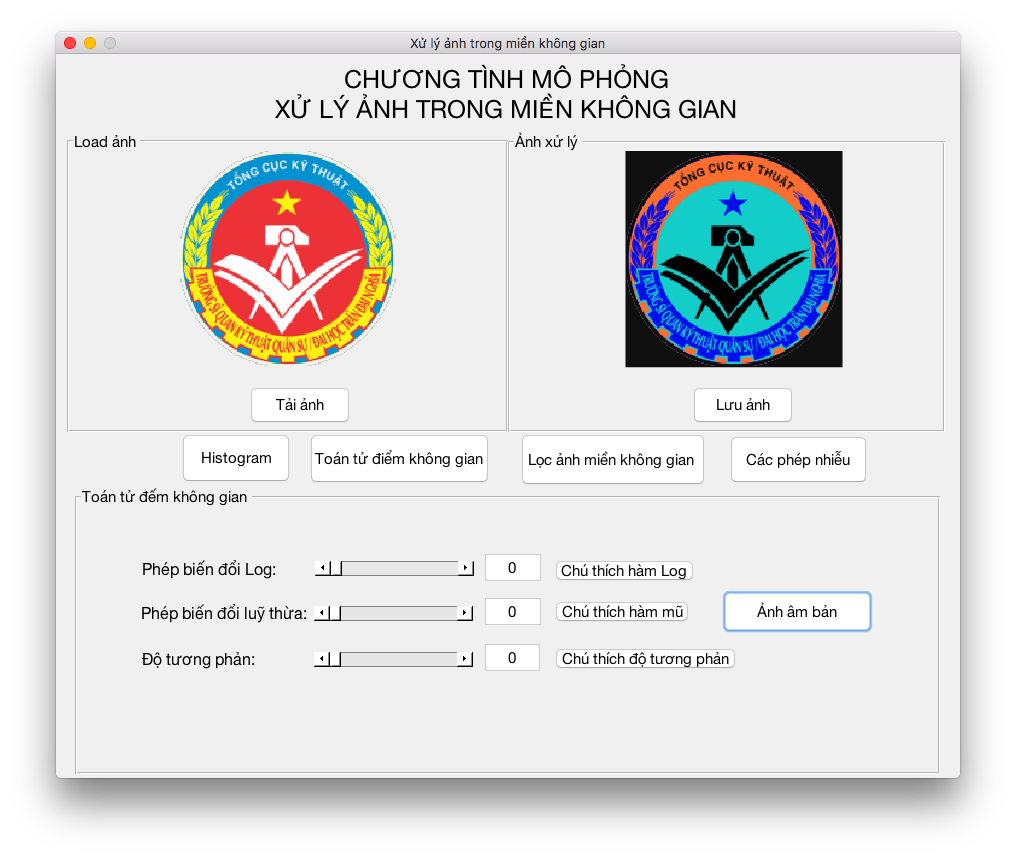 Xử lý ảnh trong miền không gian
CHƯƠNG TÌNH MÔ PHỎNG
XỬ LÝ ẢNH TRONG MIỀN KHÔNG GIAN
Load ảnh
TỔNG CỤC KỸ THUẬT
TRƯỜNG SĨ QUAN KỸ THUẬT QUÂN SỰ / ĐẠI HỌC TRẦN ĐẠI NGHĨA
Tải ảnh
Ảnh xử lý
TỔNG CỤC KỸ THUẬT
TRƯỜNG SĨ QUAN KỸ THUẬT QUÂN SỰ / ĐẠI HỌC TRẦN ĐẠI NGHĨA
Lưu ảnh
Histogram
Toán tử điểm không gian
Lọc ảnh miền không gian
Các phép nhiễu
Toán tử đếm không gian
Phép biến đổi Log:
0
Chú thích hàm Log
Phép biến đổi luỹ thừa:
0
Chú thích hàm mũ
Ảnh âm bản
Độ tương phản:
0
Chú thích độ tương phản